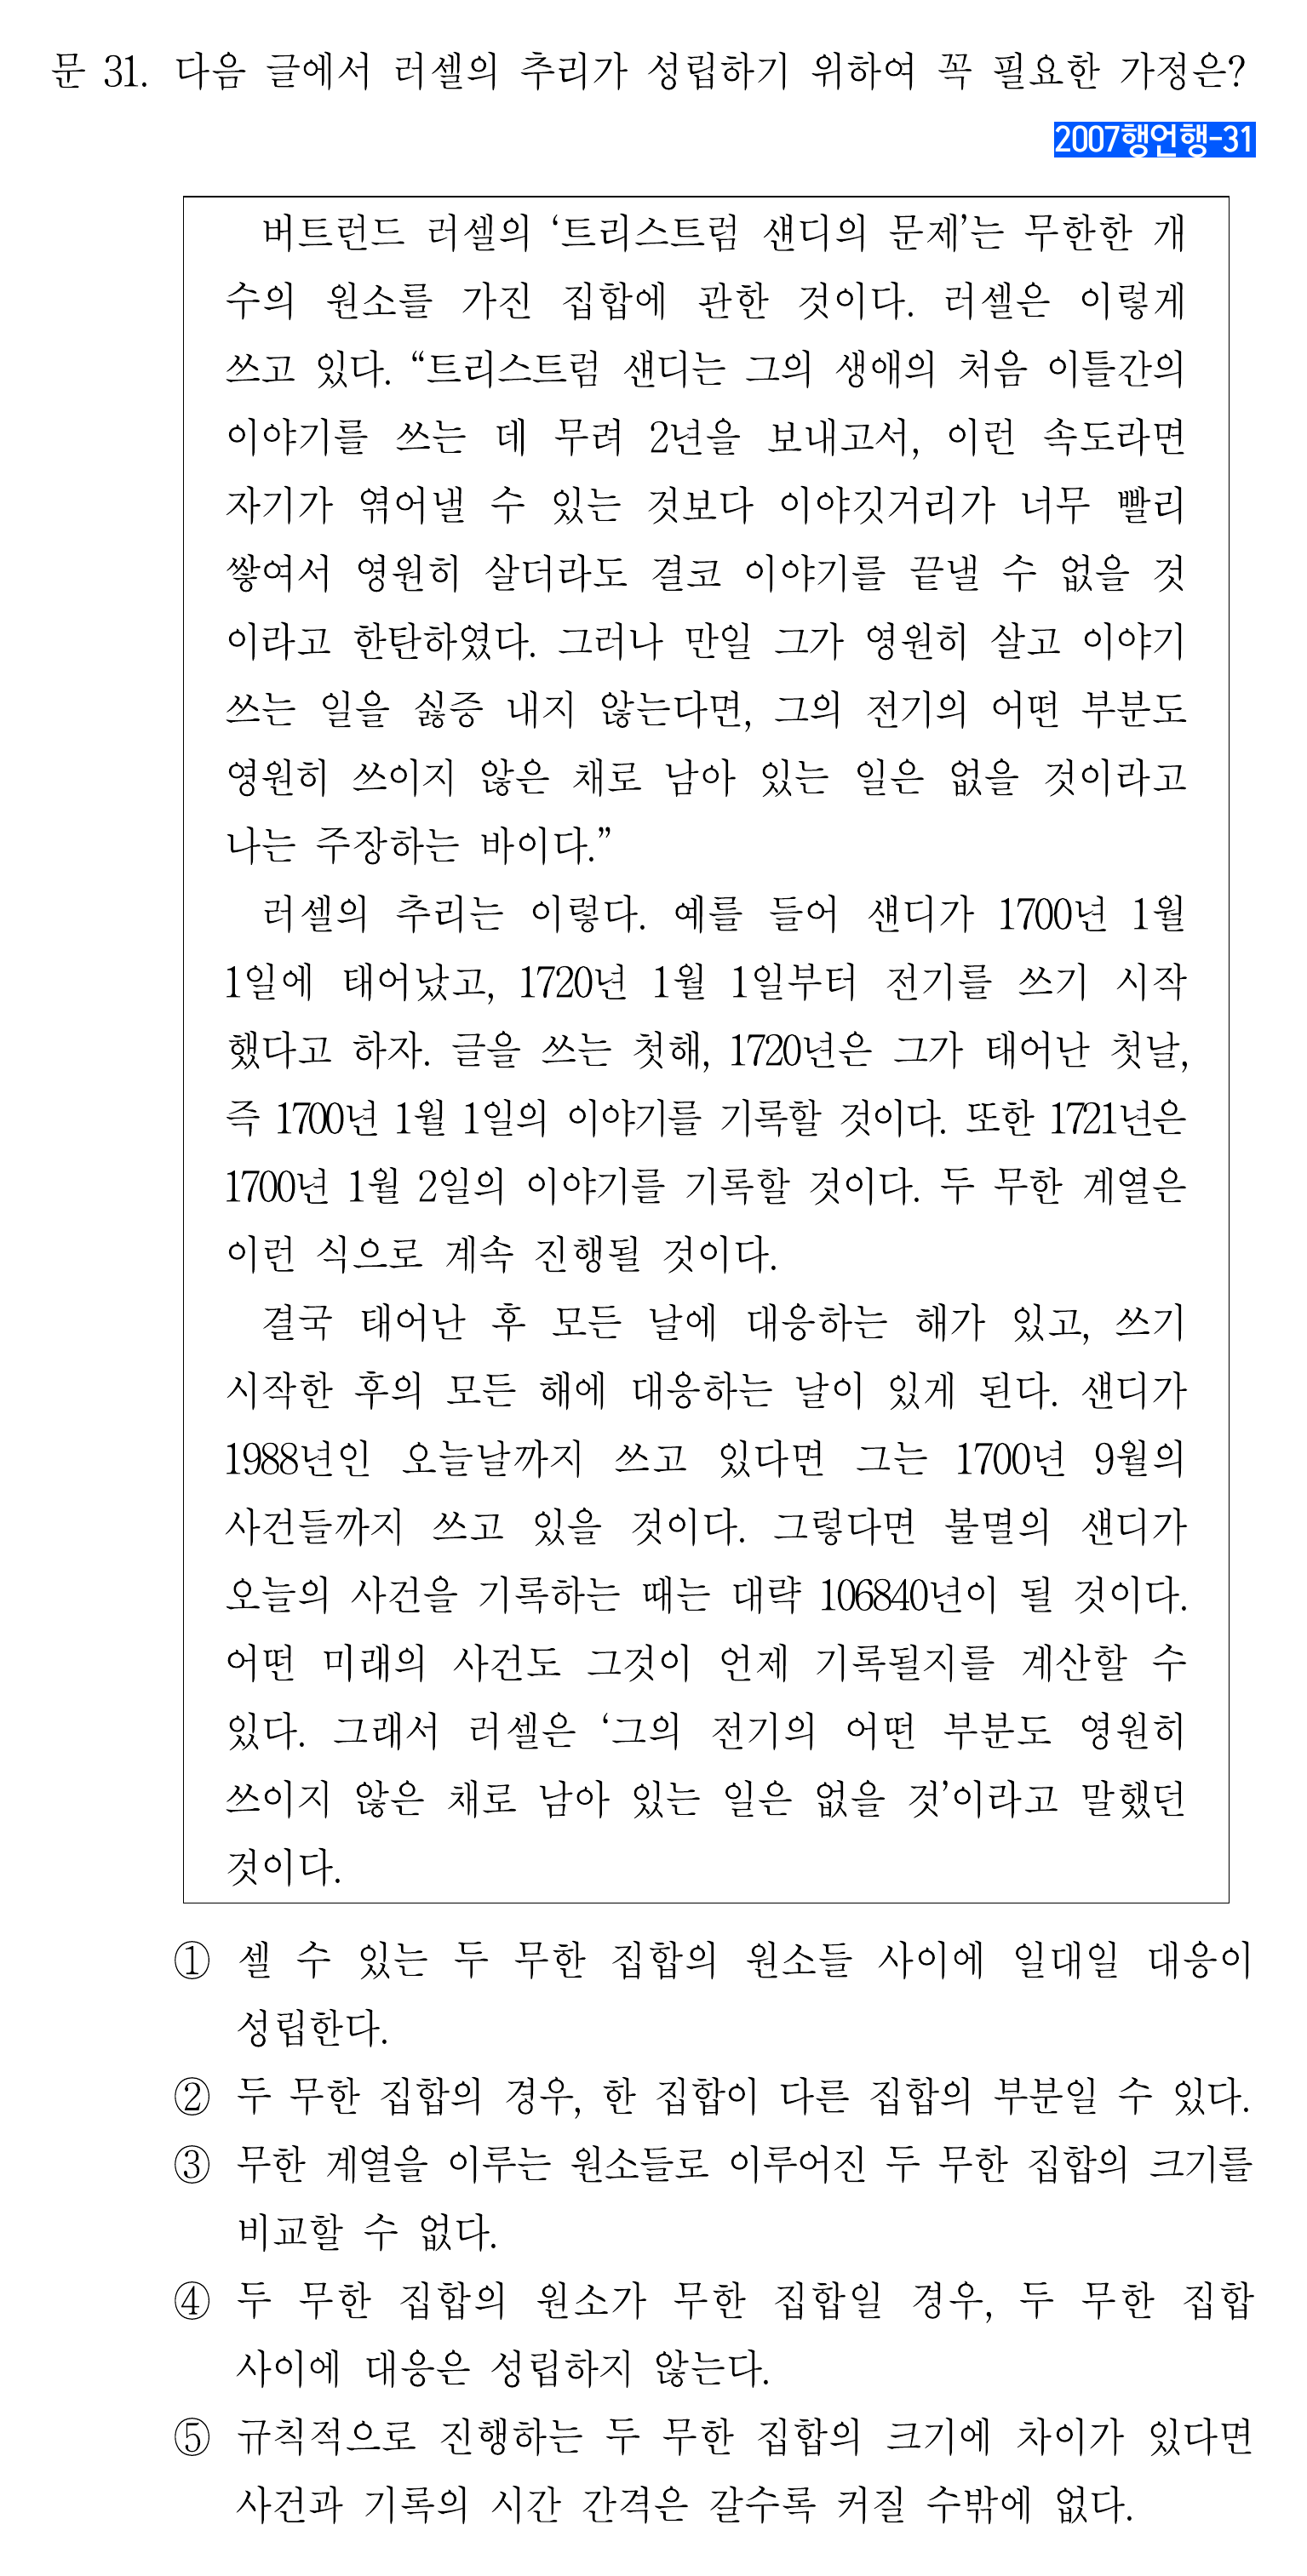 문 31. 다음 글에서 러셀의 추리가 성립하기 위하여 꼭 필요한 가정은?
2007행언행-31
버트런드 러셀의 ‘트리스트럼 섄디의 문제’는 무한한 개
수의 원소를 가진 집합에 관한 것이다. 러셀은 이렇게
쓰고 있다. “트리스트럼 섄디는 그의 생애의 처음 이틀간의
이야기를 쓰는 데 무려 2년을 보내고서, 이런 속도라면
자기가 엮어낼 수 있는 것보다 이야깃거리가 너무 빨리
쌓여서 영원히 살더라도 결코 이야기를 끝낼 수 없을 것
이라고 한탄하였다. 그러나 만일 그가 영원히 살고 이야기
쓰는 일을 싫증 내지 않는다면, 그의 전기의 어떤 부분도
영원히 쓰이지 않은 채로 남아 있는 일은 없을 것이라고
나는 주장하는 바이다.”
러셀의 추리는 이렇다. 예를 들어 섄디가 1700년 1월
1일에 태어났고, 1720년 1월 1일부터 전기를 쓰기 시작
했다고 하자. 글을 쓰는 첫해, 1720년은 그가 태어난 첫날,
즉 1700년 1월 1일의 이야기를 기록할 것이다. 또한 1721년은
1700년 1월 2일의 이야기를 기록할 것이다. 두 무한 계열은
이런 식으로 계속 진행될 것이다.
결국 태어난 후 모든 날에 대응하는 해가 있고, 쓰기
시작한 후의 모든 해에 대응하는 날이 있게 된다. 섄디가
1988년인 오늘날까지 쓰고 있다면 그는 1700년 9월의
사건들까지 쓰고 있을 것이다. 그렇다면 불멸의 섄디가
오늘의 사건을 기록하는 때는 대략 106840년이 될 것이다.
어떤 미래의 사건도 그것이 언제 기록될지를 계산할 수
있다. 그래서 러셀은 ‘그의 전기의 어떤 부분도 영원히
쓰이지 않은 채로 남아 있는 일은 없을 것’이라고 말했던
것이다.
① 셀 수 있는 두 무한 집합의 원소들 사이에 일대일 대응이
성립한다.
② 두 무한 집합의 경우, 한 집합이 다른 집합의 부분일 수 있다.
③ 무한 계열을 이루는 원소들로 이루어진 두 무한 집합의 크기를
비교할 수 없다.
④ 두 무한 집합의 원소가 무한 집합일 경우, 두 무한 집합
사이에 대응은 성립하지 않는다.
⑤ 규칙적으로 진행하는 두 무한 집합의 크기에 차이가 있다면
사건과 기록의 시간 간격은 갈수록 커질 수밖에 없다.